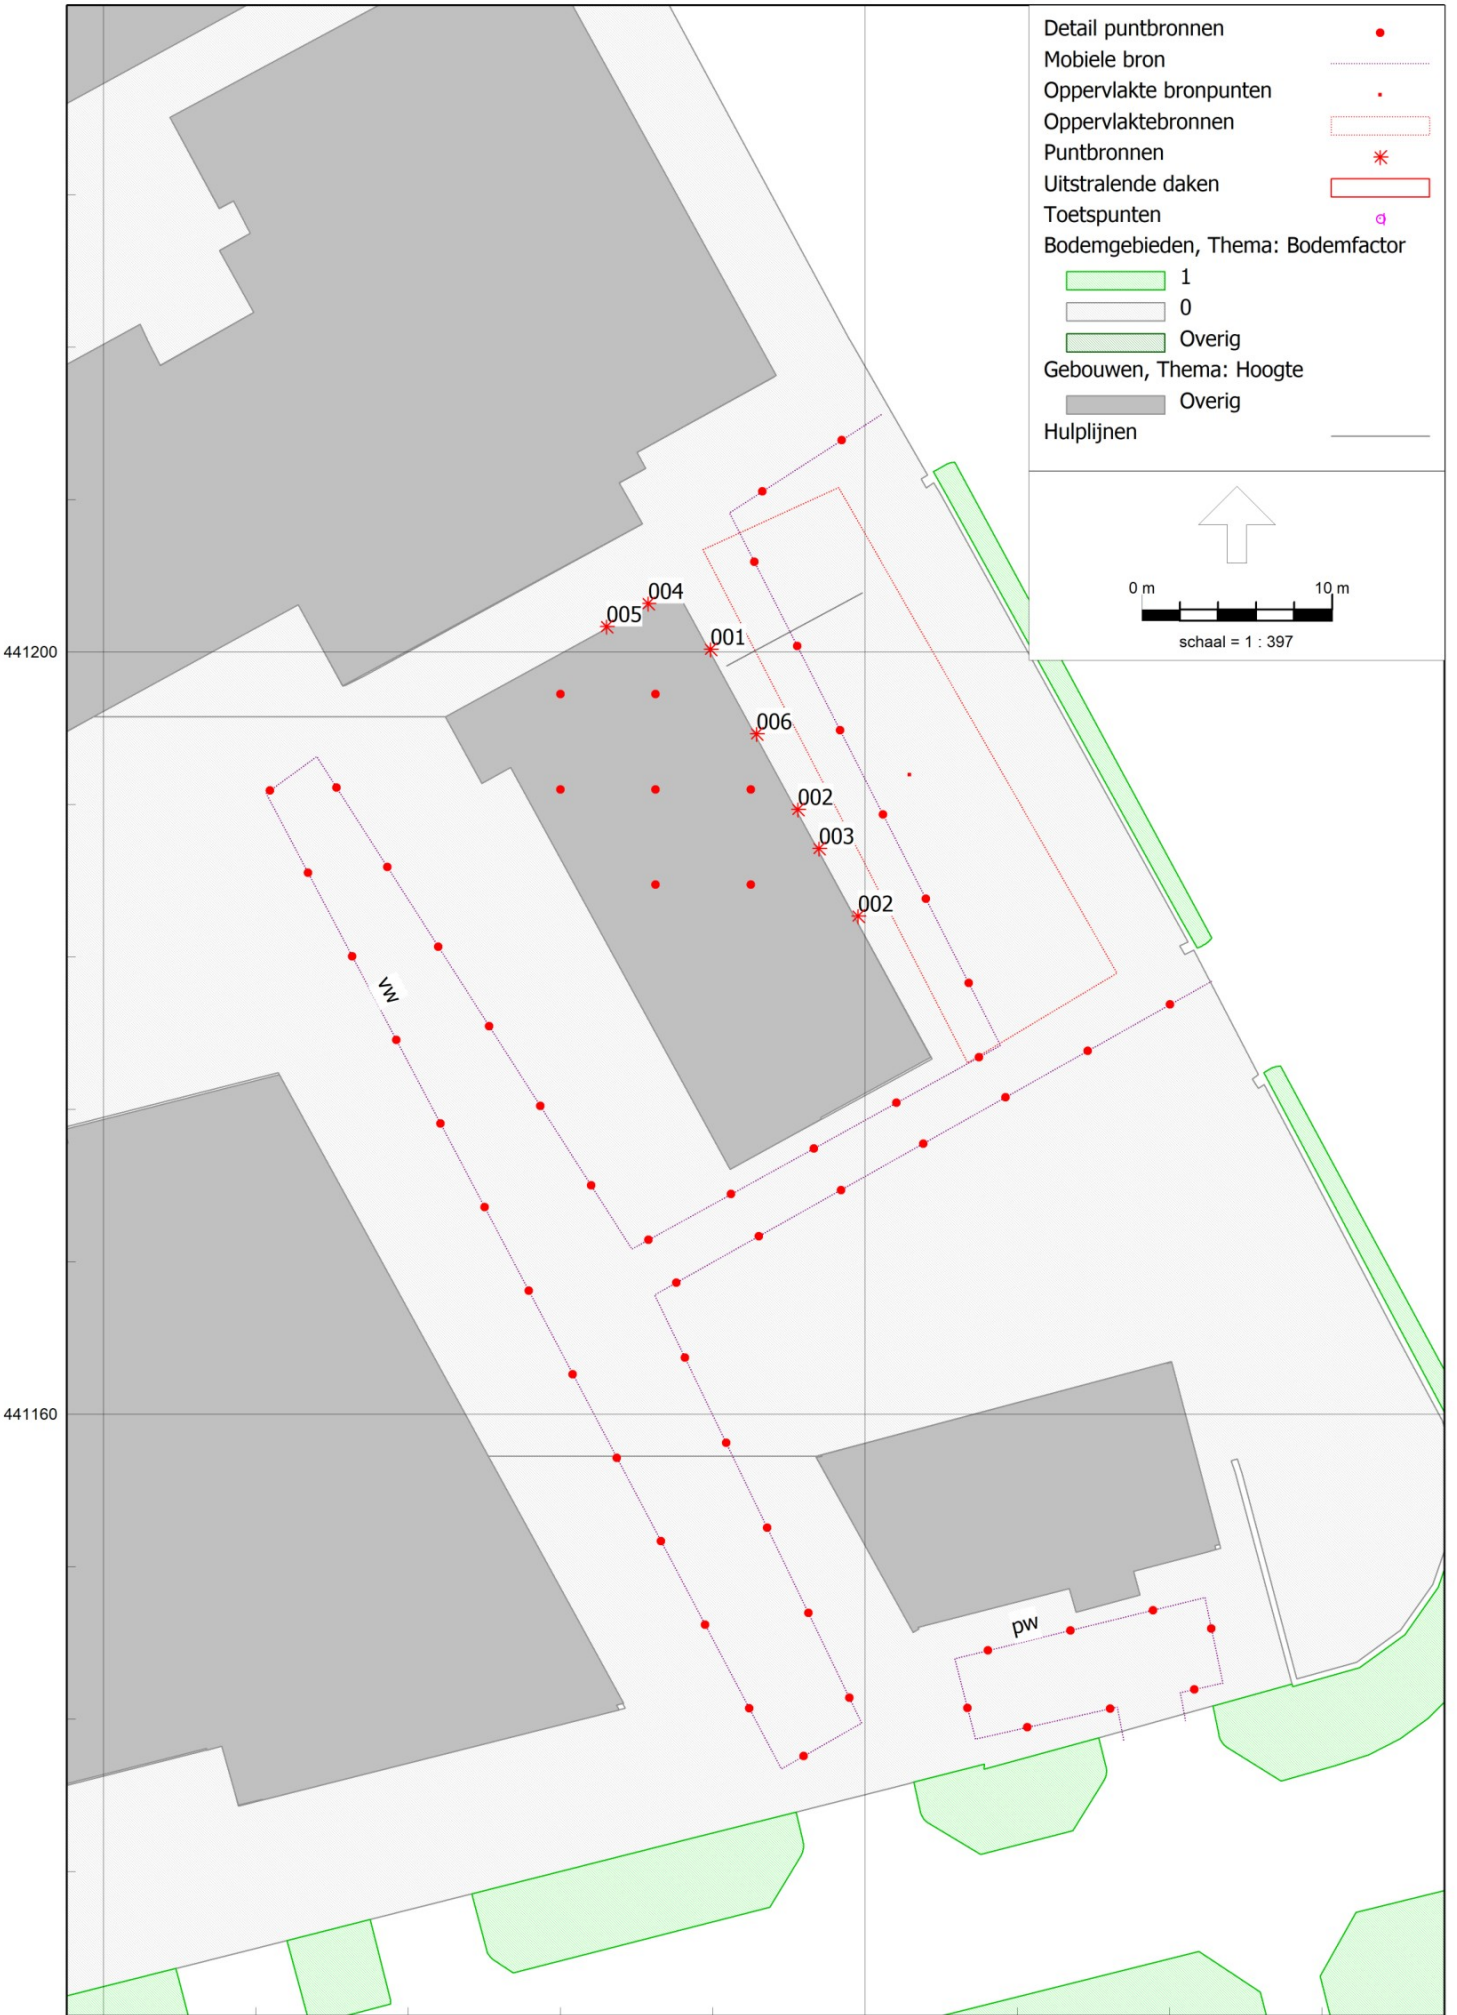 Detail puntbronnen
Mobiele bron
Oppervlakte bronpunten
Oppervlaktebronnen
Puntbronnen
Uitstralende daken
Toetspunten
Bodemgebieden, Thema: Bodemfactor
1
0
Overig
Gebouwen, Thema: Hoogte
Overig
Hulplijnen
0 m 10 m
schaal = 1 : 397
004
005
001
441200
006
002
003
002
vw
441160
pw